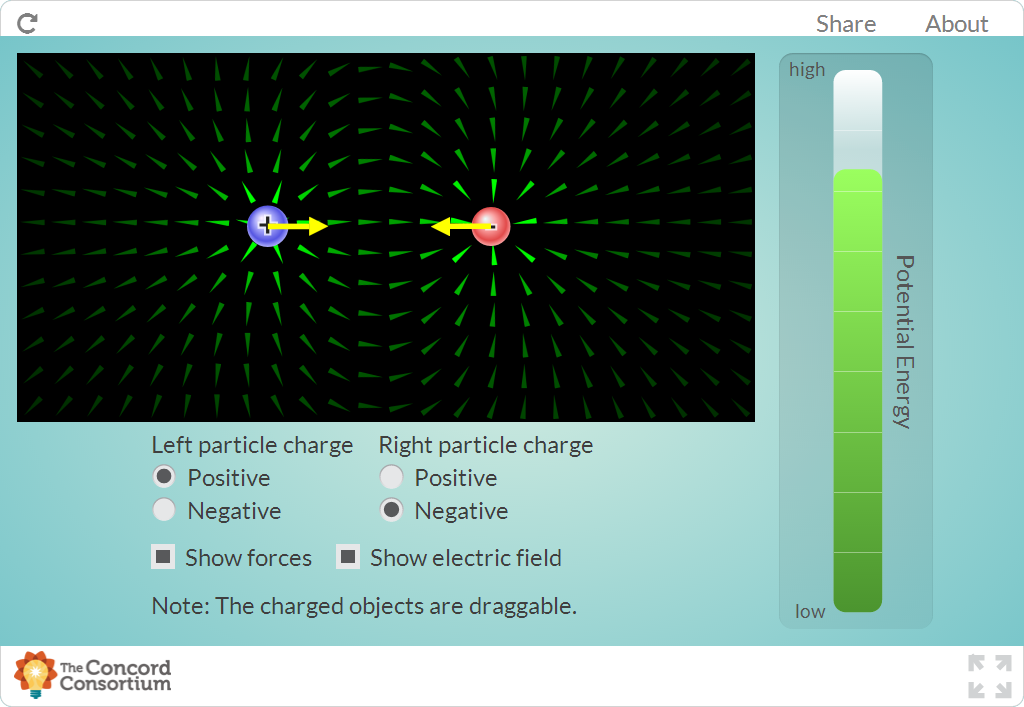 Share About
high
+
-
Potential Energy
low
Left particle charge Right particle charge
Positive Positive
Negative Negative
Show forces Show electric field
Note: The charged objects are draggable.
The Concord
Consortium